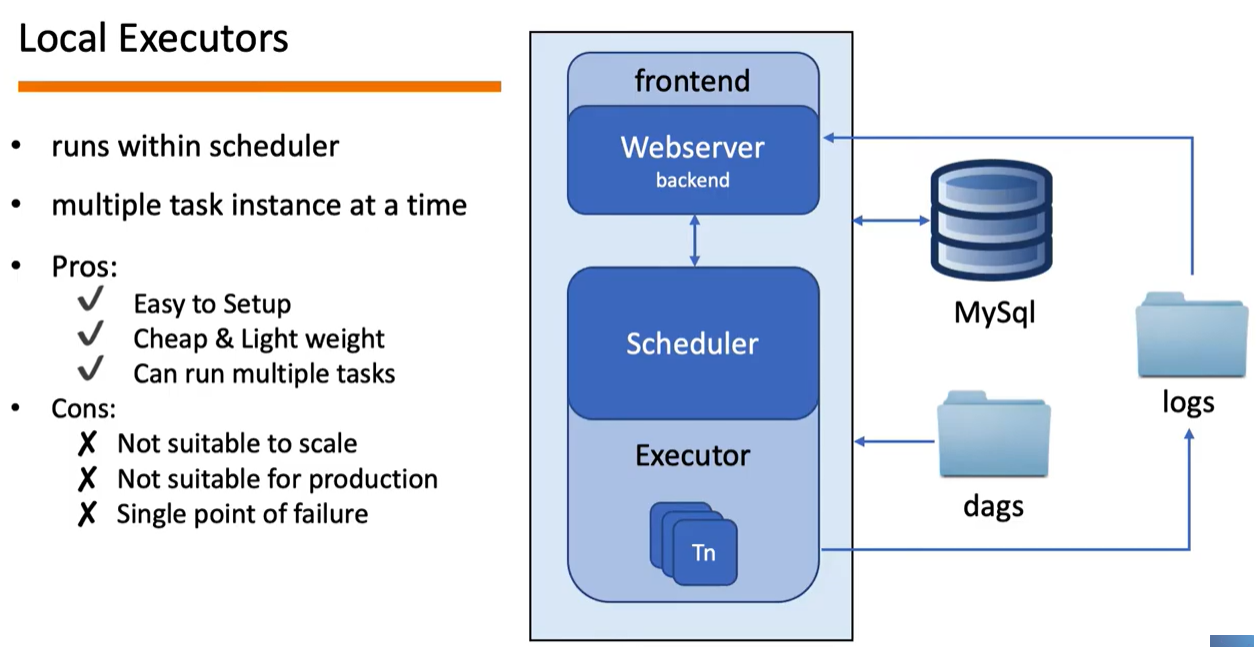 Local Executors
• runs within scheduler
• multiple task instance at a time
• Pros:
✓ Easy to Setup
✓ Cheap & Light weight
✓ Can run multiple tasks
• Cons:
✗ Not suitable to scale
✗ Not suitable for production
✗ Single point of failure
frontend
Webserver
backend
Scheduler
Executor
Tn
MySql
dags
logs